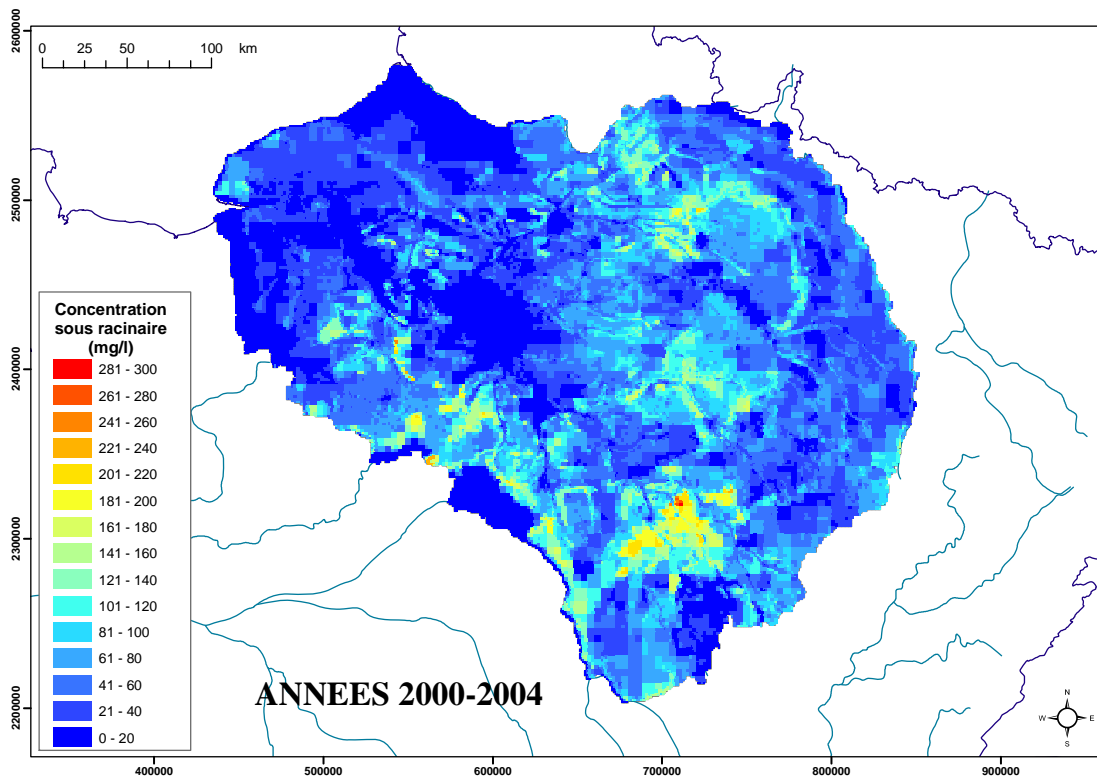 0 25 50 100 km
2600000
2500000
2400000
2300000
2200000
Concentration
sous racinaire
(mg/l)
281 - 300
261 - 280
241 - 260
221 - 240
201 - 220
181 - 200
161 - 180
141 - 160
121 - 140
101 - 120
81 - 100
61 - 80
41 - 60
21 - 40
0 - 20
ANNEES 2000-2004
N
W E
S
400000 500000 600000 700000 800000 900000